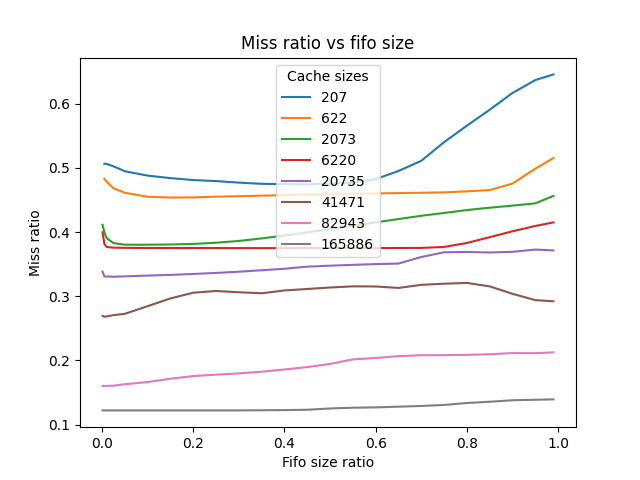 Miss ratio vs fifo size
Cache sizes
207
622
2073
6220
20735
41471
82943
165886
0.6
0.5
0.4
0.3
0.2
0.1
Miss ratio
0.0 0.2 0.4 0.6 0.8 1.0
Fifo size ratio